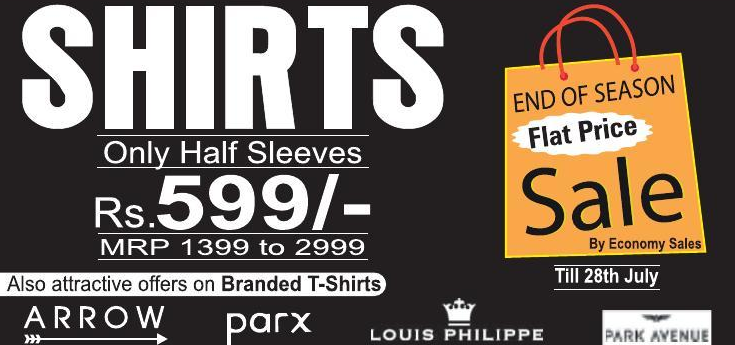 SHIRTS
Only Half Sleeves
Rs.599/-
MRP 1399 to 2999
Also attractive offers on Branded T-Shirts
END OF SEASON
Flat Price
Sale
By Economy Sales
Till 28th July
ARROW
parx
LOUIS PHILIPPE
PARK AVENUE